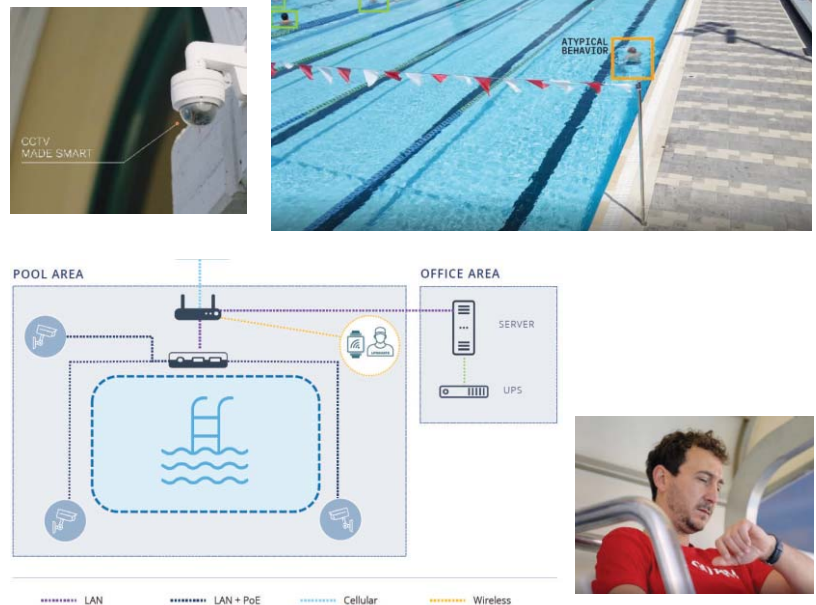 CCTV
MADE SMART
ATYPICAL
BEHAVIOR
POOL AREA
OFFICE AREA
SERVER
UPS
LAN
LAN + PoE
Cellular
Wireless